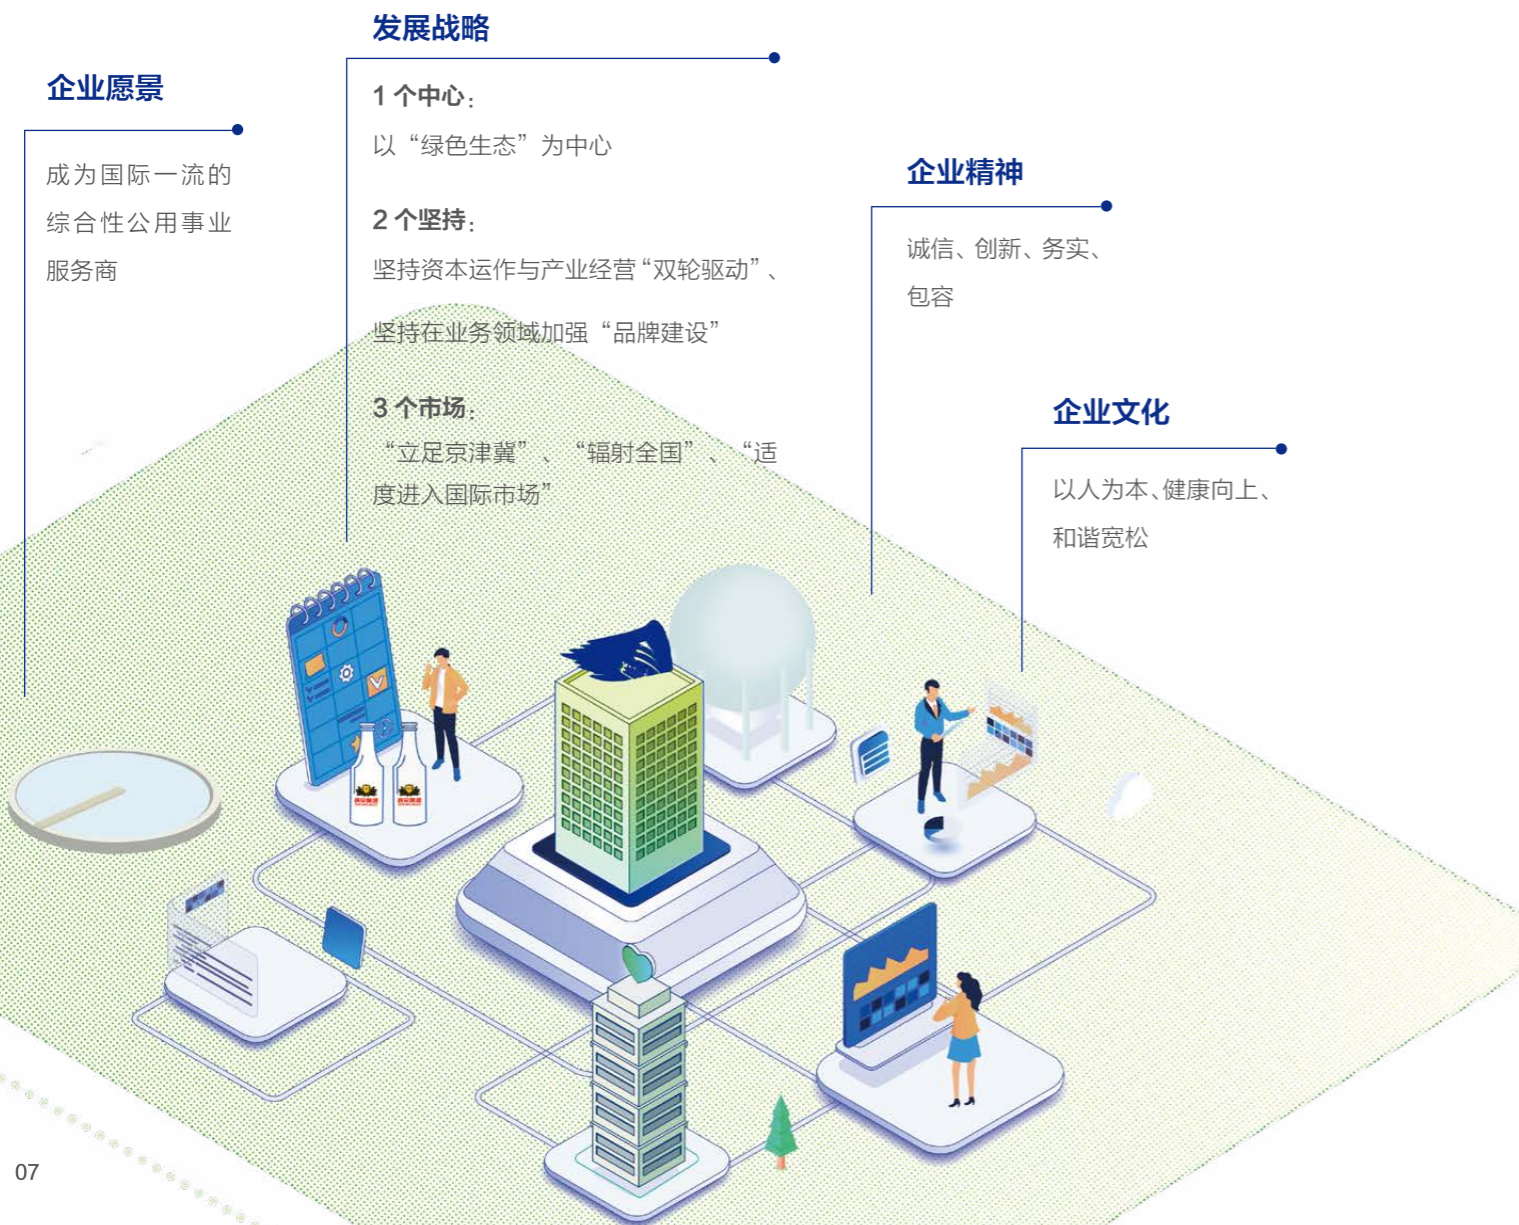 企业愿景
成为国际一流的
综合性公用事业
服务商
发展战略
1 个中心：
以“绿色生态”为中心
2 个坚持：
坚持资本运作与产业经营“双轮驱动”、
坚持在业务领域加强“品牌建设”
3 个市场：
“立足京津冀”、“辐射全国”、“适
度进入国际市场”
企业精神
诚信、创新、务实、
包容
企业文化
以人为本、健康向上、
和谐宽松
07